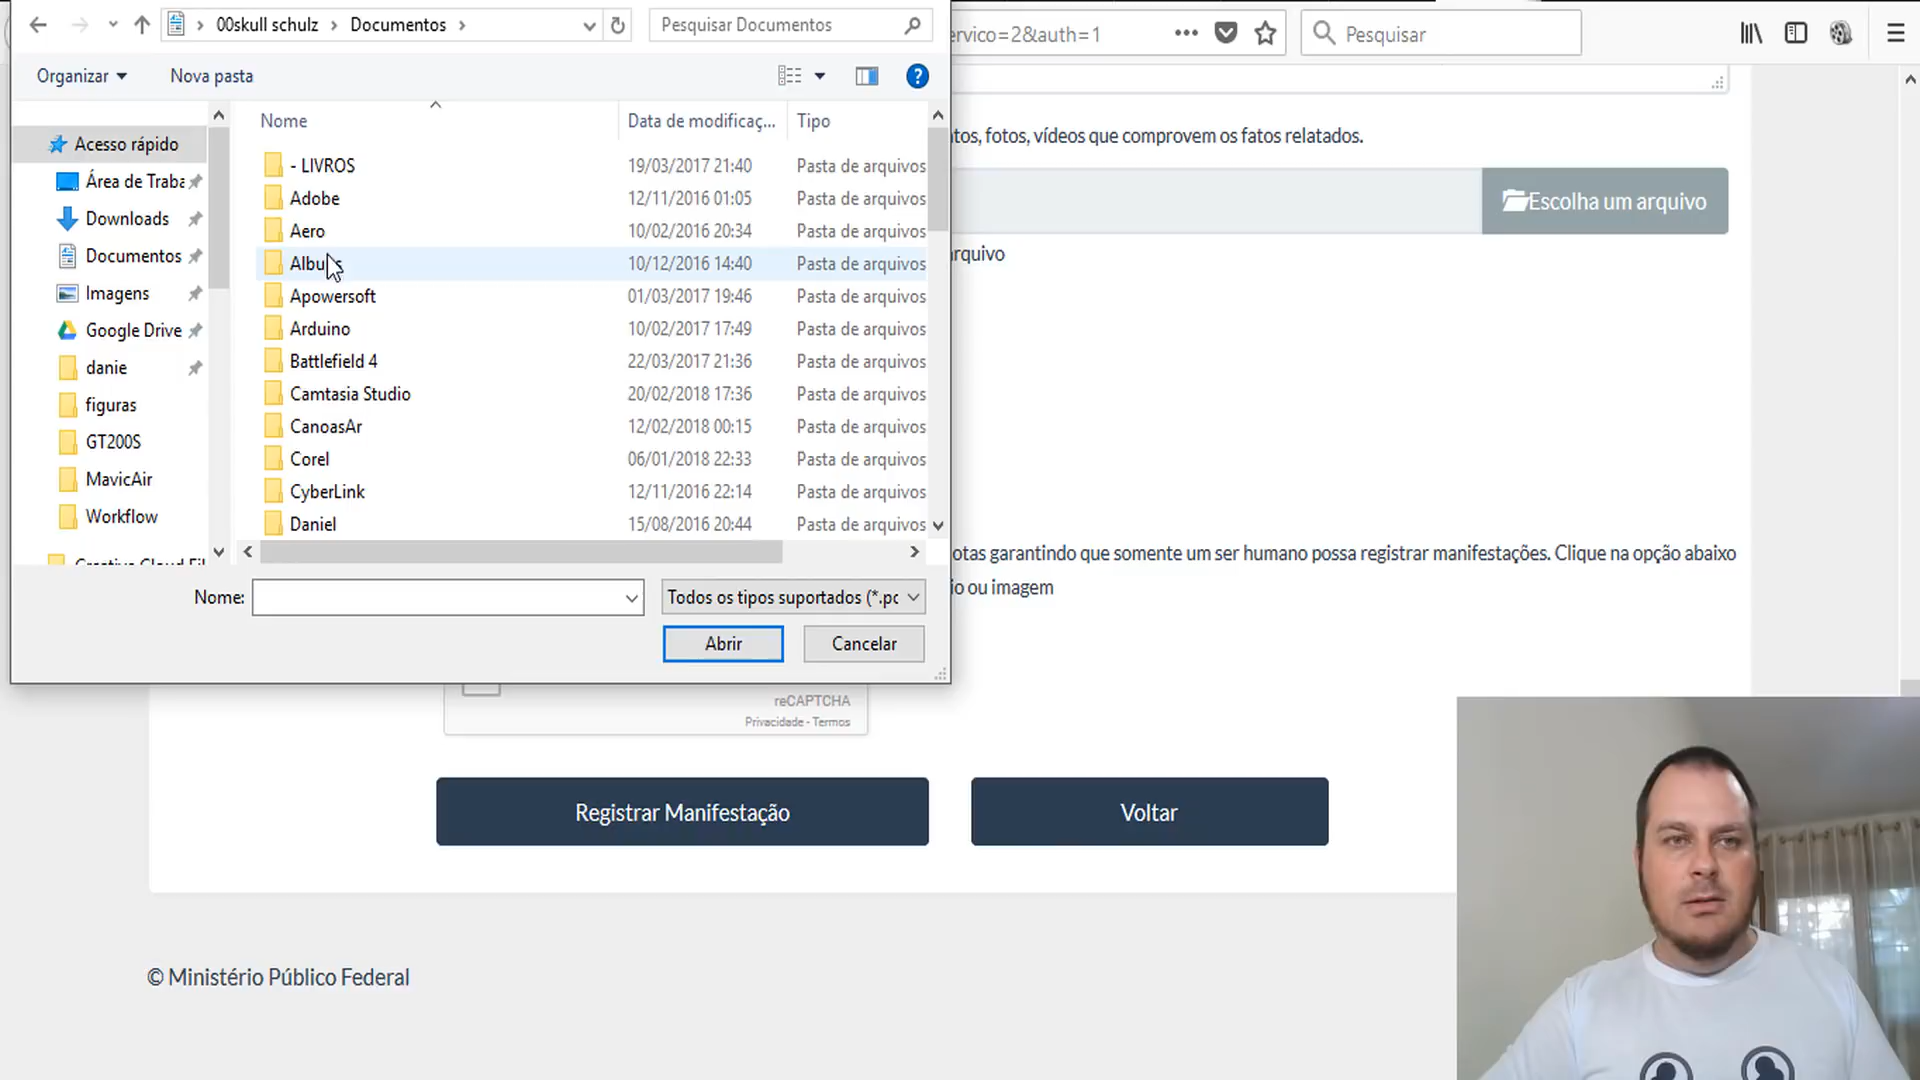 00skull schulz
Documentos
Pesquisar Documentos
ervico=2&auth=1
Pesquisar
Organizar
Nova pasta
Nome
Data de modificaç...
Tipo
Acesso rápido
Área de Traba
Downloads
Documentos
Imagens
Google Drive
danie
figuras
GT200S
MavicAir
Workflow
- LIVROS 19/03/2017 21:40 Pasta de arquivos
Adobe 12/11/2016 01:05 Pasta de arquivos
Aero 10/02/2016 20:34 Pasta de arquivos
10/12/2016 14:40 Pasta de arquivos
Apowersoft 01/03/2017 19:46 Pasta de arquivos
Arduino 10/02/2017 17:49 Pasta de arquivos
Battlefield 4 22/03/2017 21:36 Pasta de arquivos
Camtasia Studio 20/02/2018 17:36 Pasta de arquivos
CanoasAr 12/02/2018 00:15 Pasta de arquivos
Corel 06/01/2018 22:33 Pasta de arquivos
CyberLink 12/11/2016 22:14 Pasta de arquivos
Daniel 15/08/2016 20:44 Pasta de arquivos
Nome:
Todos os tipos suportados (*.pc
Abrir
Cancelar
tos, fotos, vídeos que comprovem os fatos relatados.
Escolha um arquivo
rquivo
otas garantindo que somente um ser humano possa registrar manifestações. Clique na opção abaixo
io ou imagem
reCAPTCHA
Privacidade - Termos
Registrar Manifestação
Voltar
© Ministério Público Federal